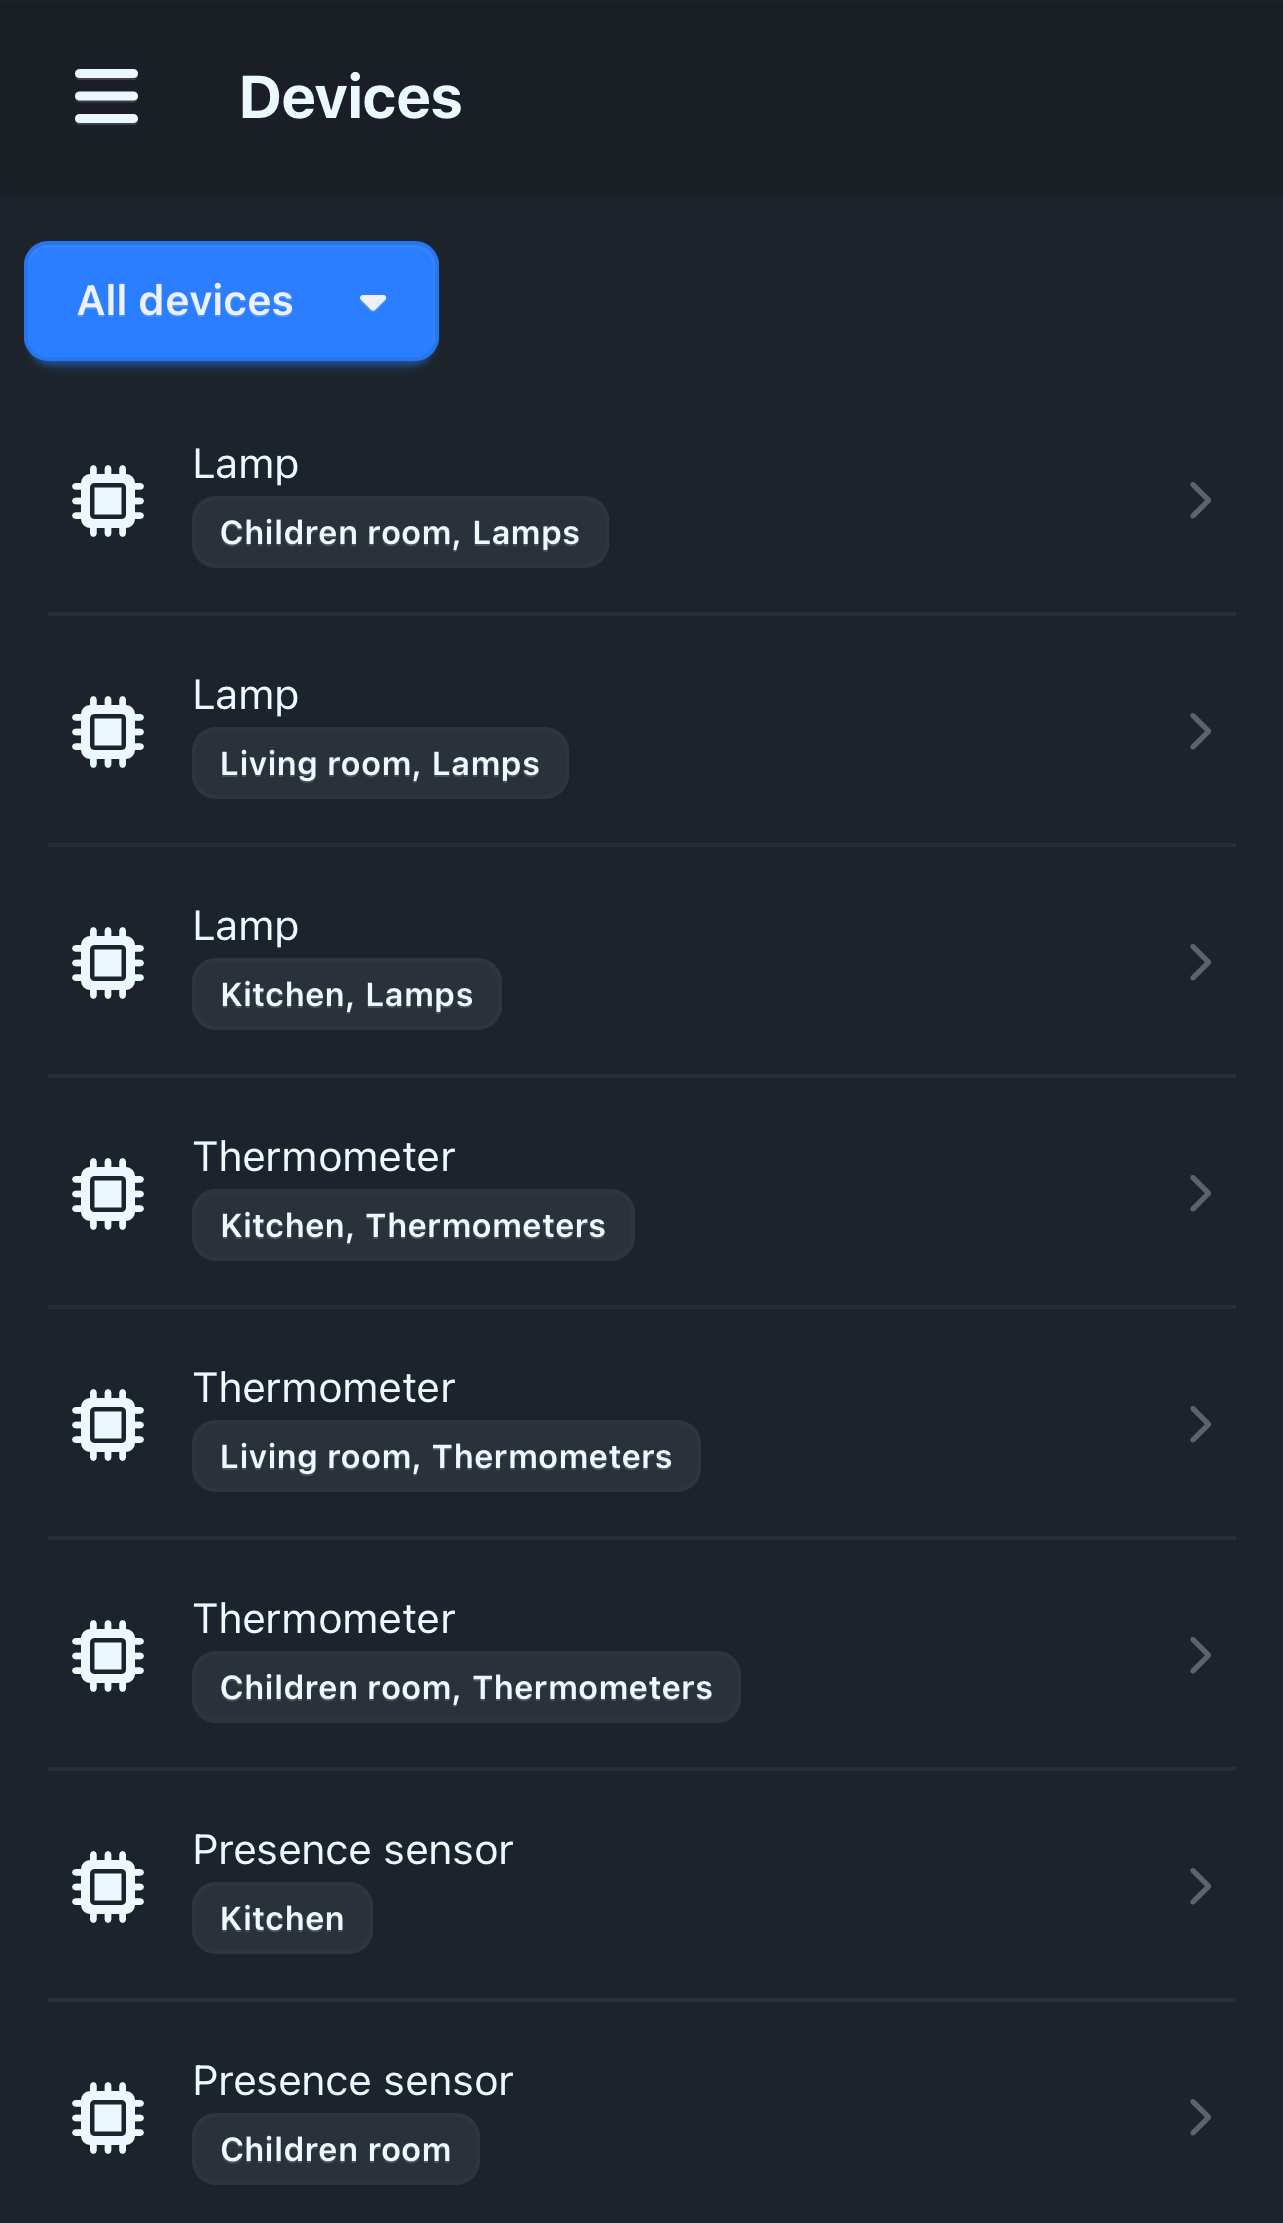 Devices
All devices
Lamp
Children room, Lamps
Lamp
Living room, Lamps
Lamp
Kitchen, Lamps
Thermometer
Kitchen, Thermometers
Thermometer
Living room, Thermometers
Thermometer
Children room, Thermometers
Presence sensor
Kitchen
Presence sensor
Children room